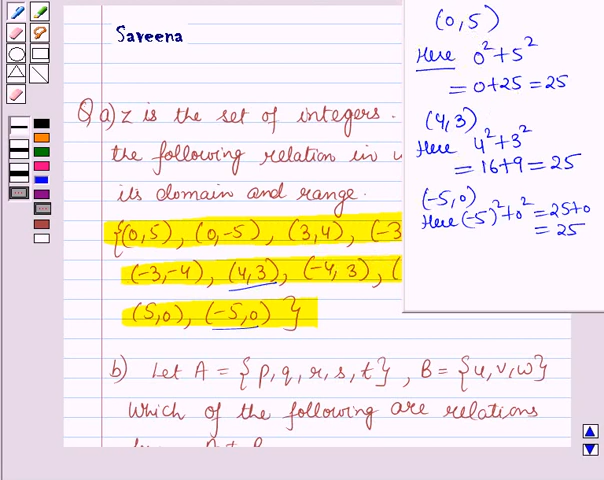 Saveena
Q a) z is the set of integers.
the following relation in
its domain and range.
{(0,5), (0,-5), (3,4), (-3
(-3,-4), (4,3), (-4,3), (
(5,0), (-5,0) }
b) Let A = {p, q, r, s, t}, B = {u, v, w}
Which of the following are relations
(0,5)
Here 0² + 5²
= 0+25 = 25
(4,3)
Here 4² + 3²
= 16+9 = 25
(-5,0)
Here (-5)² + 0² = 25+0
= 25